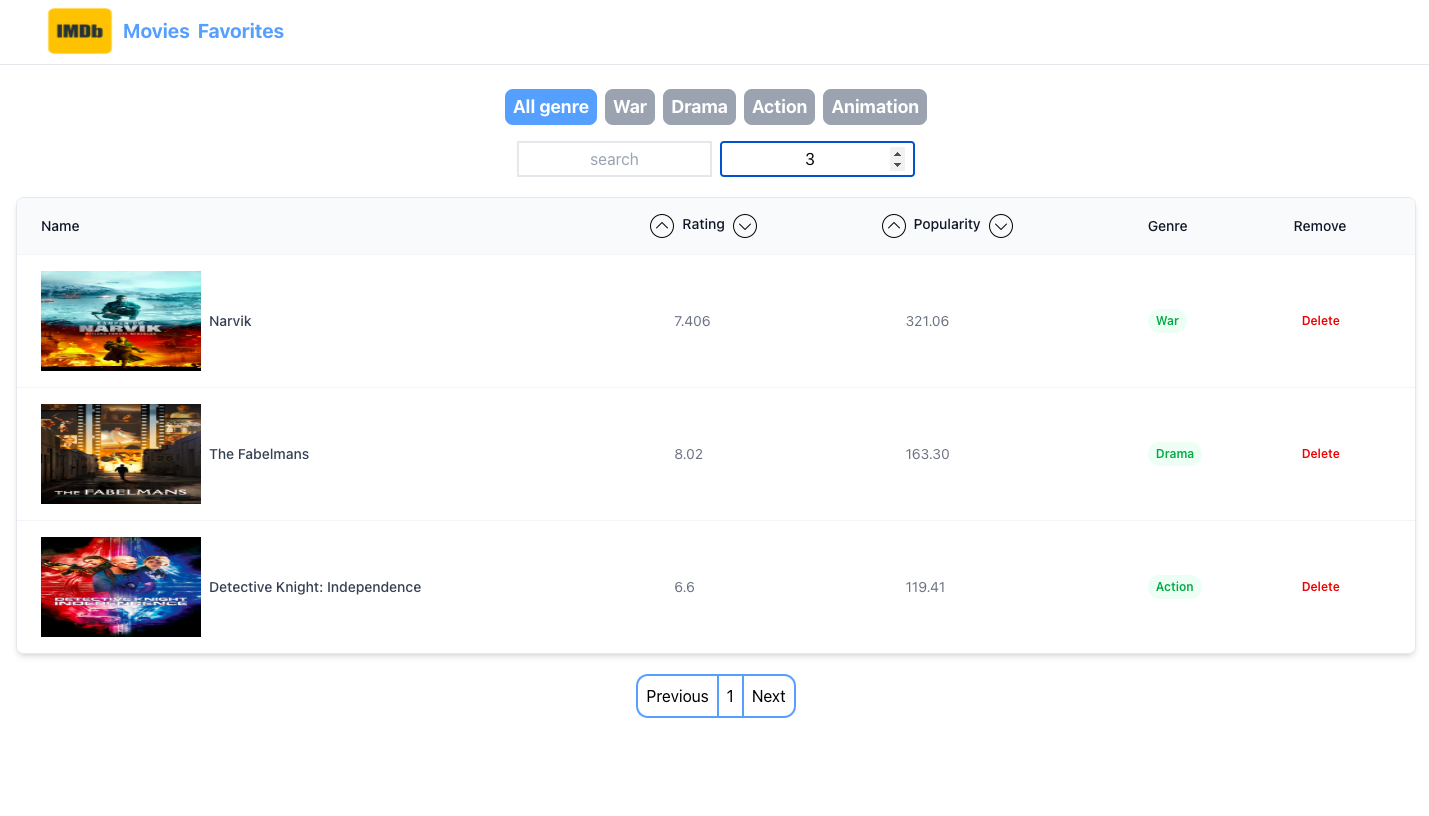 IMDb Movies Favorites
All genre War Drama Action Animation
search 3
Name Rating Popularity Genre Remove
NARVIK
Narvik 7.406 321.06 War Delete
The Fabelmans 8.02 163.30 Drama Delete
THE FABELMANS
Detective Knight: Independence 6.6 119.41 Action Delete
DETECTIVE KNIGHT
INDEPENDENCE
Previous 1 Next